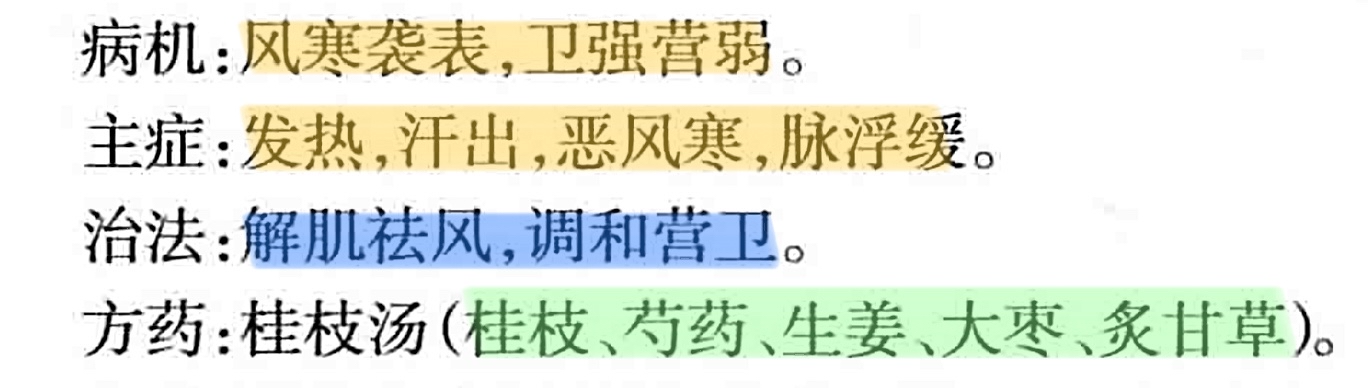 病机:风寒袭表,卫强营弱。
主症:发热,汗出,恶风寒,脉浮缓。
治法:解肌祛风,调和营卫。
方药:桂枝汤(桂枝、芍药、生姜、大枣、炙甘草)。